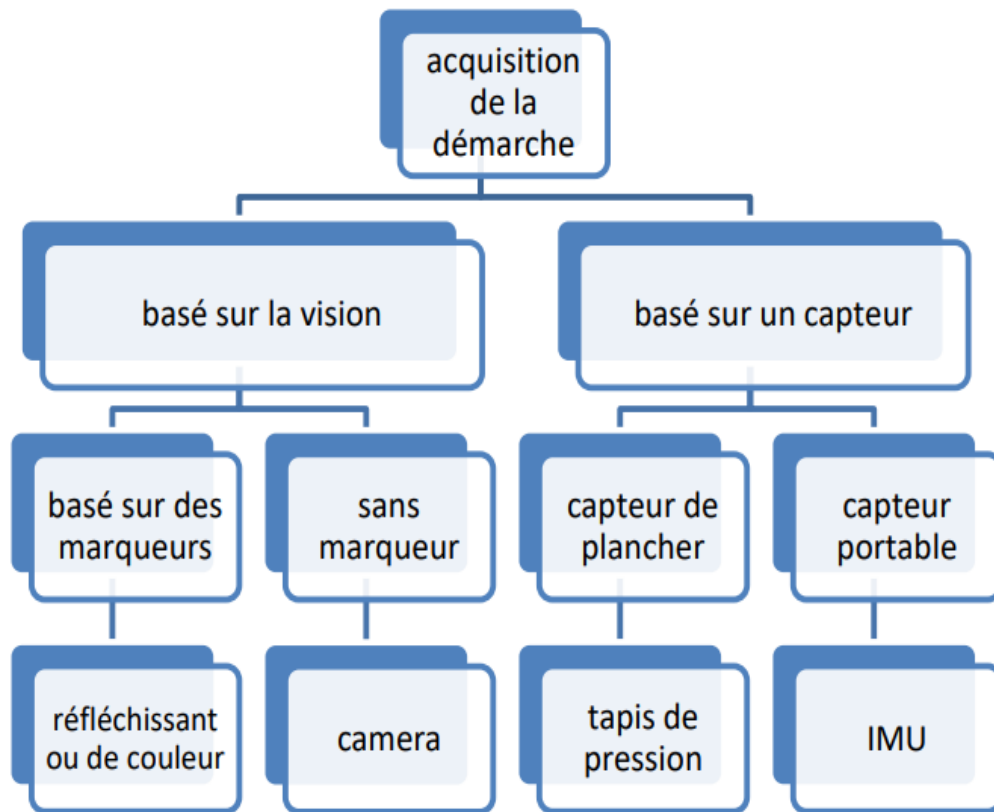 acquisition
de la
démarche
basé sur la vision
basé sur un capteur
basé sur des
marqueurs
sans
marqueur
capteur de
plancher
capteur
portable
réfléchissant
ou de couleur
camera
tapis de
pression
IMU